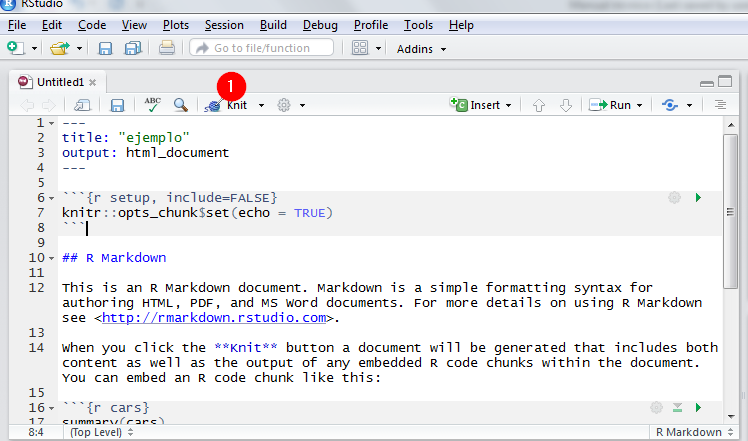 RStudio
File Edit Code View Plots Session Build Debug Profile Tools Help
Go to file/function Addins
Untitled1
1
ABC Knit Insert Run
1 ---
2 title: "ejemplo"
3 output: html_document
4 ---
5
6 ```{r setup, include=FALSE}
7 knitr::opts_chunk$set(echo = TRUE)
8 ```
9
10 ## R Markdown
11
12 This is an R Markdown document. Markdown is a simple formatting syntax for
authoring HTML, PDF, and MS Word documents. For more details on using R Markdown
see <http://rmarkdown.rstudio.com>.
13
14 When you click the **Knit** button a document will be generated that includes both
content as well as the output of any embedded R code chunks within the document.
You can embed an R code chunk like this:
15
16 ```{r cars}
17 summary(cars)
8:4 (Top Level) R Markdown